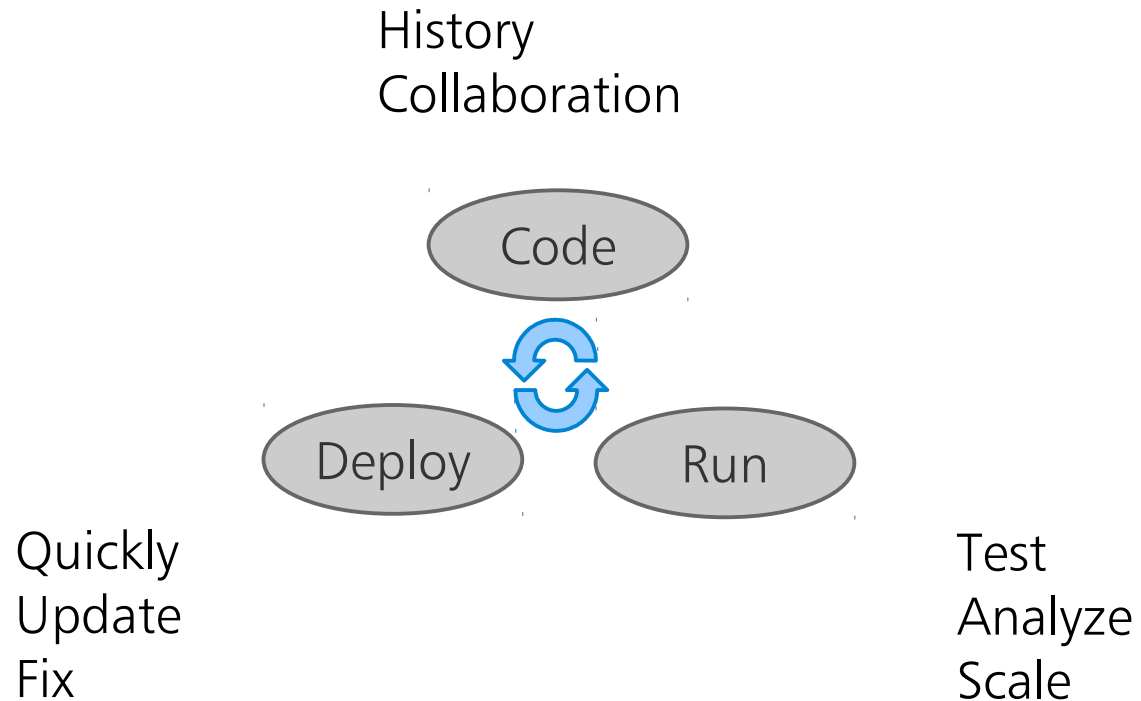 History
Collaboration
Code
Deploy
Run
Quickly
Update
Fix
Test
Analyze
Scale